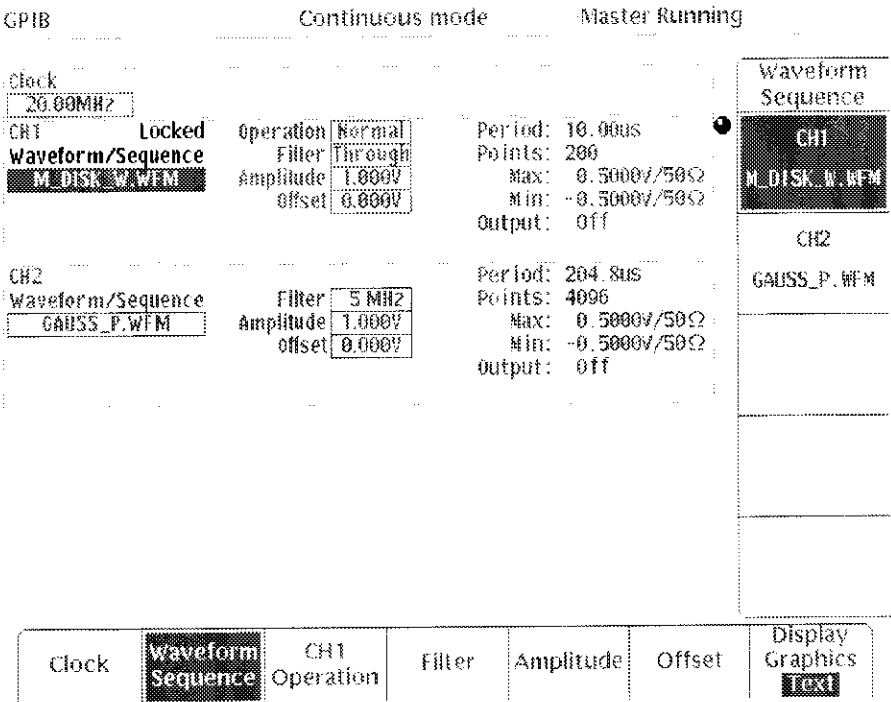 GPIB Continuous mode Master Running
Clock
20.00MHz
CH1 Locked
Waveform/Sequence
M_DISK_W.WFM
Operation Normal
Filter Through
Amplitude 1.000V
Offset 0.000V
Period: 10.00us
Points: 200
Max: 0.5000V/50Ω
Min: -0.5000V/50Ω
Output: Off
CH2
Waveform/Sequence
GAUSS_P.WFM
Filter 5 MHz
Amplitude 1.000V
Offset 0.000V
Period: 204.8us
Points: 4096
Max: 0.5000V/50Ω
Min: -0.5000V/50Ω
Output: Off
Waveform
Sequence
CH1
M_DISK_W.WFM
CH2
GAUSS_P.WFM
Clock
Waveform
Sequence
CH1
Operation
Filter
Amplitude
Offset
Display
Graphics
Text